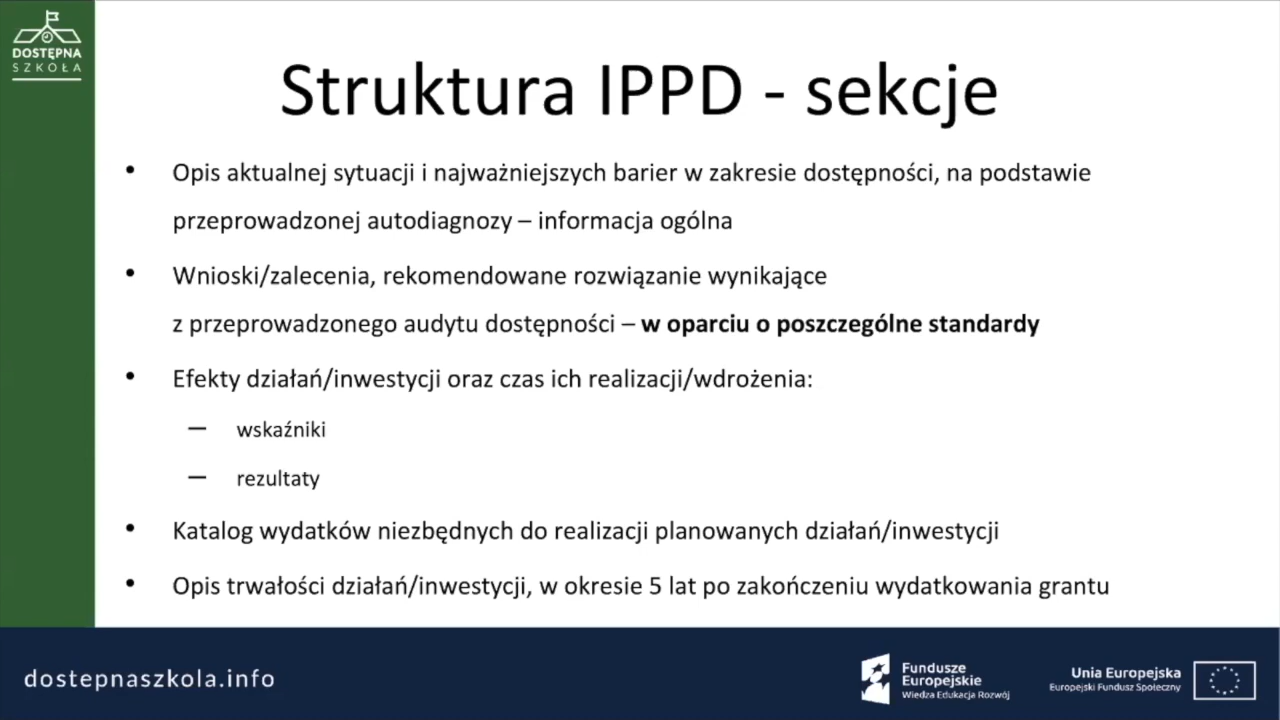 DOSTĘPNA
SZKOŁA
Struktura IPPD - sekcje
• Opis aktualnej sytuacji i najważniejszych barier w zakresie dostępności, na podstawie
przeprowadzonej autodiagnozy – informacja ogólna
• Wnioski/zalecenia, rekomendowane rozwiązanie wynikające
z przeprowadzonego audytu dostępności – w oparciu o poszczególne standardy
• Efekty działań/inwestycji oraz czas ich realizacji/wdrożenia:
– wskaźniki
– rezultaty
• Katalog wydatków niezbędnych do realizacji planowanych działań/inwestycji
• Opis trwałości działań/inwestycji, w okresie 5 lat po zakończeniu wydatkowania grantu
dostepnaszkola.info
Fundusze
Europejskie
Wiedza Edukacja Rozwój
Unia Europejska
Europejski Fundusz Społeczny